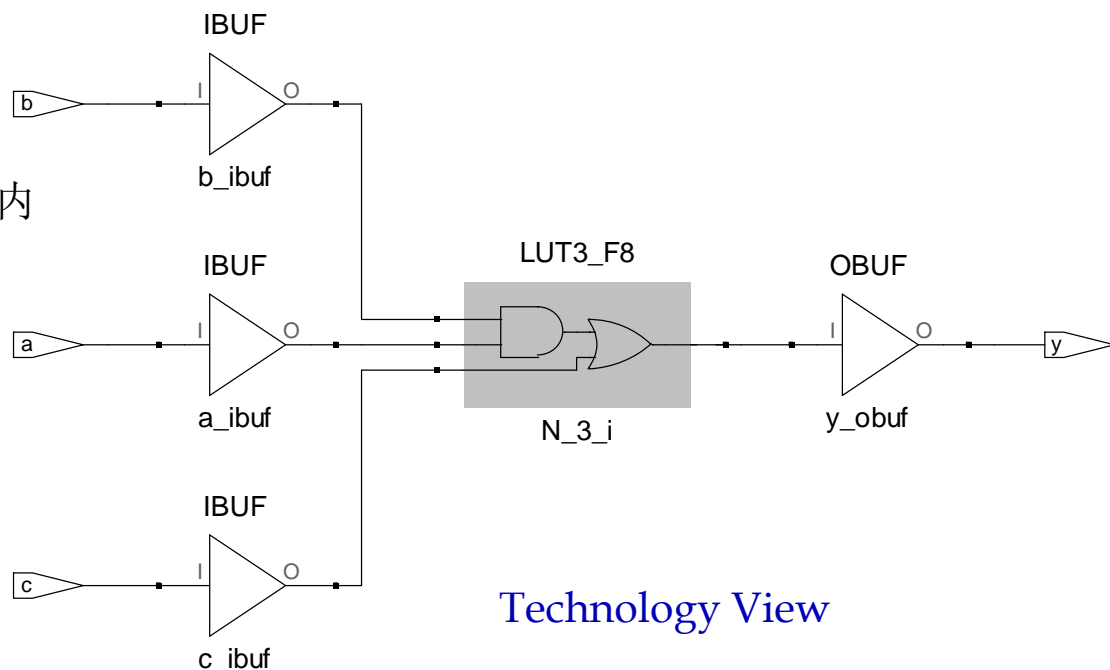 IBUF
b
I
O
b_ibuf
内
LUT3_F8
IBUF
OBUF
a
I
O
I
O
y
a_ibuf
N_3_i
y_obuf
IBUF
c
I
O
Technology View
c_ibuf